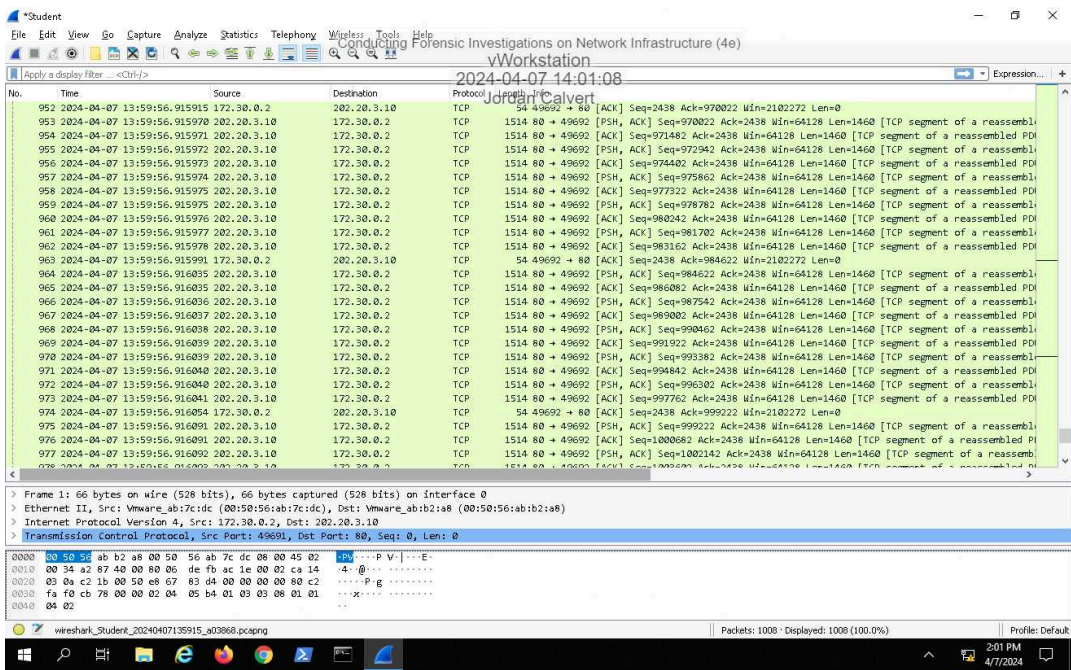 *Student
File Edit View Go Capture Analyze Statistics Telephony Wireless Tools Help
Conducting Forensic Investigations on Network Infrastructure (4e)
vWorkstation
2024-04-07 14:01:08
Jordan Calvert
Apply a display filter ... <Ctrl-/> Expression... +
No. Time Source Destination Protocol Length Info
952 2024-04-07 13:59:56.915915 172.30.0.2 202.20.3.10 TCP 54 49692 → 80 [ACK] Seq=2438 Ack=970022 Win=2102272 Len=0
953 2024-04-07 13:59:56.915970 202.20.3.10 172.30.0.2 TCP 1514 80 → 49692 [PSH, ACK] Seq=970022 Ack=2438 Win=64128 Len=1460 [TCP segment of a reassembl
954 2024-04-07 13:59:56.915971 202.20.3.10 172.30.0.2 TCP 1514 80 → 49692 [ACK] Seq=971482 Ack=2438 Win=64128 Len=1460 [TCP segment of a reassembled PD
955 2024-04-07 13:59:56.915972 202.20.3.10 172.30.0.2 TCP 1514 80 → 49692 [PSH, ACK] Seq=972942 Ack=2438 Win=64128 Len=1460 [TCP segment of a reassembl
956 2024-04-07 13:59:56.915973 202.20.3.10 172.30.0.2 TCP 1514 80 → 49692 [ACK] Seq=974402 Ack=2438 Win=64128 Len=1460 [TCP segment of a reassembled PD
957 2024-04-07 13:59:56.915974 202.20.3.10 172.30.0.2 TCP 1514 80 → 49692 [PSH, ACK] Seq=975862 Ack=2438 Win=64128 Len=1460 [TCP segment of a reassembl
958 2024-04-07 13:59:56.915975 202.20.3.10 172.30.0.2 TCP 1514 80 → 49692 [ACK] Seq=977322 Ack=2438 Win=64128 Len=1460 [TCP segment of a reassembled PD
959 2024-04-07 13:59:56.915975 202.20.3.10 172.30.0.2 TCP 1514 80 → 49692 [PSH, ACK] Seq=978782 Ack=2438 Win=64128 Len=1460 [TCP segment of a reassembl
960 2024-04-07 13:59:56.915976 202.20.3.10 172.30.0.2 TCP 1514 80 → 49692 [ACK] Seq=980242 Ack=2438 Win=64128 Len=1460 [TCP segment of a reassembled PD
961 2024-04-07 13:59:56.915977 202.20.3.10 172.30.0.2 TCP 1514 80 → 49692 [PSH, ACK] Seq=981702 Ack=2438 Win=64128 Len=1460 [TCP segment of a reassembl
962 2024-04-07 13:59:56.915978 202.20.3.10 172.30.0.2 TCP 1514 80 → 49692 [ACK] Seq=983162 Ack=2438 Win=64128 Len=1460 [TCP segment of a reassembled PD
963 2024-04-07 13:59:56.915991 172.30.0.2 202.20.3.10 TCP 54 49692 → 80 [ACK] Seq=2438 Ack=984622 Win=2102272 Len=0
964 2024-04-07 13:59:56.916035 202.20.3.10 172.30.0.2 TCP 1514 80 → 49692 [PSH, ACK] Seq=984622 Ack=2438 Win=64128 Len=1460 [TCP segment of a reassembl
965 2024-04-07 13:59:56.916035 202.20.3.10 172.30.0.2 TCP 1514 80 → 49692 [ACK] Seq=986082 Ack=2438 Win=64128 Len=1460 [TCP segment of a reassembled PD
966 2024-04-07 13:59:56.916036 202.20.3.10 172.30.0.2 TCP 1514 80 → 49692 [PSH, ACK] Seq=987542 Ack=2438 Win=64128 Len=1460 [TCP segment of a reassembl
967 2024-04-07 13:59:56.916037 202.20.3.10 172.30.0.2 TCP 1514 80 → 49692 [ACK] Seq=989002 Ack=2438 Win=64128 Len=1460 [TCP segment of a reassembled PD
968 2024-04-07 13:59:56.916038 202.20.3.10 172.30.0.2 TCP 1514 80 → 49692 [PSH, ACK] Seq=990462 Ack=2438 Win=64128 Len=1460 [TCP segment of a reassembl
969 2024-04-07 13:59:56.916039 202.20.3.10 172.30.0.2 TCP 1514 80 → 49692 [ACK] Seq=991922 Ack=2438 Win=64128 Len=1460 [TCP segment of a reassembled PD
970 2024-04-07 13:59:56.916039 202.20.3.10 172.30.0.2 TCP 1514 80 → 49692 [PSH, ACK] Seq=993382 Ack=2438 Win=64128 Len=1460 [TCP segment of a reassembl
971 2024-04-07 13:59:56.916040 202.20.3.10 172.30.0.2 TCP 1514 80 → 49692 [ACK] Seq=994842 Ack=2438 Win=64128 Len=1460 [TCP segment of a reassembled PD
972 2024-04-07 13:59:56.916040 202.20.3.10 172.30.0.2 TCP 1514 80 → 49692 [PSH, ACK] Seq=996302 Ack=2438 Win=64128 Len=1460 [TCP segment of a reassembl
973 2024-04-07 13:59:56.916041 202.20.3.10 172.30.0.2 TCP 1514 80 → 49692 [ACK] Seq=997762 Ack=2438 Win=64128 Len=1460 [TCP segment of a reassembled PD
974 2024-04-07 13:59:56.916054 172.30.0.2 202.20.3.10 TCP 54 49692 → 80 [ACK] Seq=2438 Ack=999222 Win=2102272 Len=0
975 2024-04-07 13:59:56.916091 202.20.3.10 172.30.0.2 TCP 1514 80 → 49692 [PSH, ACK] Seq=999222 Ack=2438 Win=64128 Len=1460 [TCP segment of a reassembl
976 2024-04-07 13:59:56.916091 202.20.3.10 172.30.0.2 TCP 1514 80 → 49692 [ACK] Seq=1000682 Ack=2438 Win=64128 Len=1460 [TCP segment of a reassembled P
977 2024-04-07 13:59:56.916092 202.20.3.10 172.30.0.2 TCP 1514 80 → 49692 [PSH, ACK] Seq=1002142 Ack=2438 Win=64128 Len=1460 [TCP segment of a reassemb
> Frame 1: 66 bytes on wire (528 bits), 66 bytes captured (528 bits) on interface 0
> Ethernet II, Src: Vmware_ab:7c:dc (00:50:56:ab:7c:dc), Dst: Vmware_ab:b2:a8 (00:50:56:ab:b2:a8)
> Internet Protocol Version 4, Src: 172.30.0.2, Dst: 202.20.3.10
> Transmission Control Protocol, Src Port: 49691, Dst Port: 80, Seq: 0, Len: 0
0000 00 50 56 ab b2 a8 00 50 56 ab 7c dc 08 00 45 02 ·PV····P V·|···E·
0010 00 34 a2 87 40 00 80 06 de fb ac 1e 00 02 ca 14 ·4··@··· ········
0020 03 0a c2 1b 00 50 e8 67 83 d4 00 00 00 00 80 c2 ·····P·g ········
0030 fa f0 cb 78 00 00 02 04 05 b4 01 03 03 08 01 01 ···x···· ········
0040 04 02 ··
wireshark_Student_20240407135915_a03868.pcapng Packets: 1008 · Displayed: 1008 (100.0%) Profile: Default
2:01 PM
4/7/2024